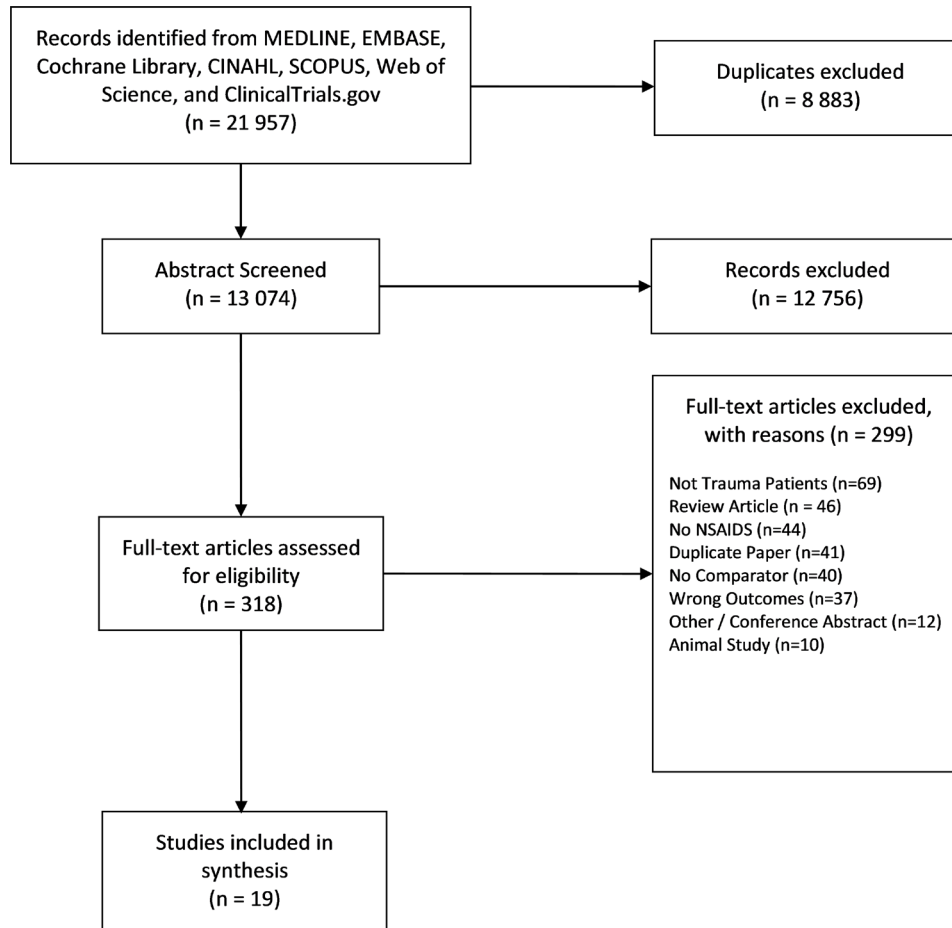 Records identified from MEDLINE, EMBASE,
Cochrane Library, CINAHL, SCOPUS, Web of
Science, and ClinicalTrials.gov
(n = 21 957)
Duplicates excluded
(n = 8 883)
Abstract Screened
(n = 13 074)
Records excluded
(n = 12 756)
Full-text articles assessed
for eligibility
(n = 318)
Full-text articles excluded,
with reasons (n = 299)
Not Trauma Patients (n=69)
Review Article (n = 46)
No NSAIDS (n=44)
Duplicate Paper (n=41)
No Comparator (n=40)
Wrong Outcomes (n=37)
Other / Conference Abstract (n=12)
Animal Study (n=10)
Studies included in
synthesis
(n = 19)